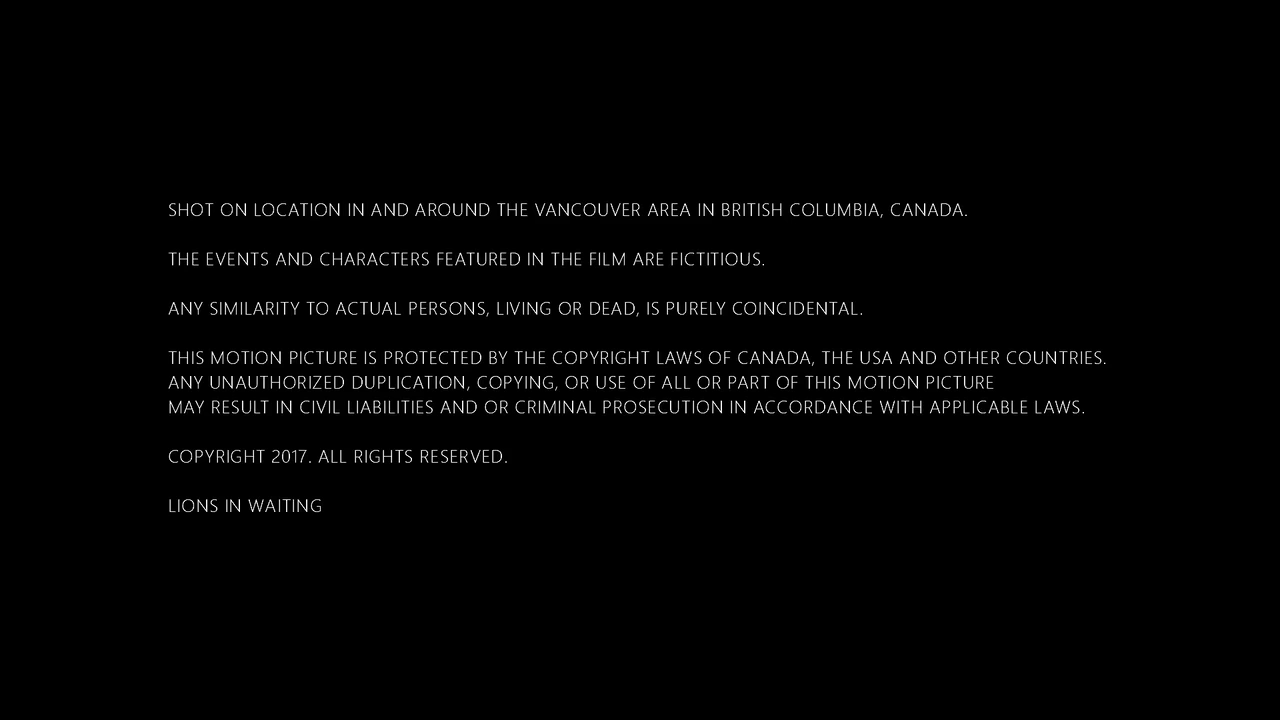 SHOT ON LOCATION IN AND AROUND THE VANCOUVER AREA IN BRITISH COLUMBIA, CANADA.
THE EVENTS AND CHARACTERS FEATURED IN THE FILM ARE FICTITIOUS.
ANY SIMILARITY TO ACTUAL PERSONS, LIVING OR DEAD, IS PURELY COINCIDENTAL.
THIS MOTION PICTURE IS PROTECTED BY THE COPYRIGHT LAWS OF CANADA, THE USA AND OTHER COUNTRIES.
ANY UNAUTHORIZED DUPLICATION, COPYING, OR USE OF ALL OR PART OF THIS MOTION PICTURE
MAY RESULT IN CIVIL LIABILITIES AND OR CRIMINAL PROSECUTION IN ACCORDANCE WITH APPLICABLE LAWS.
COPYRIGHT 2017. ALL RIGHTS RESERVED.
LIONS IN WAITING